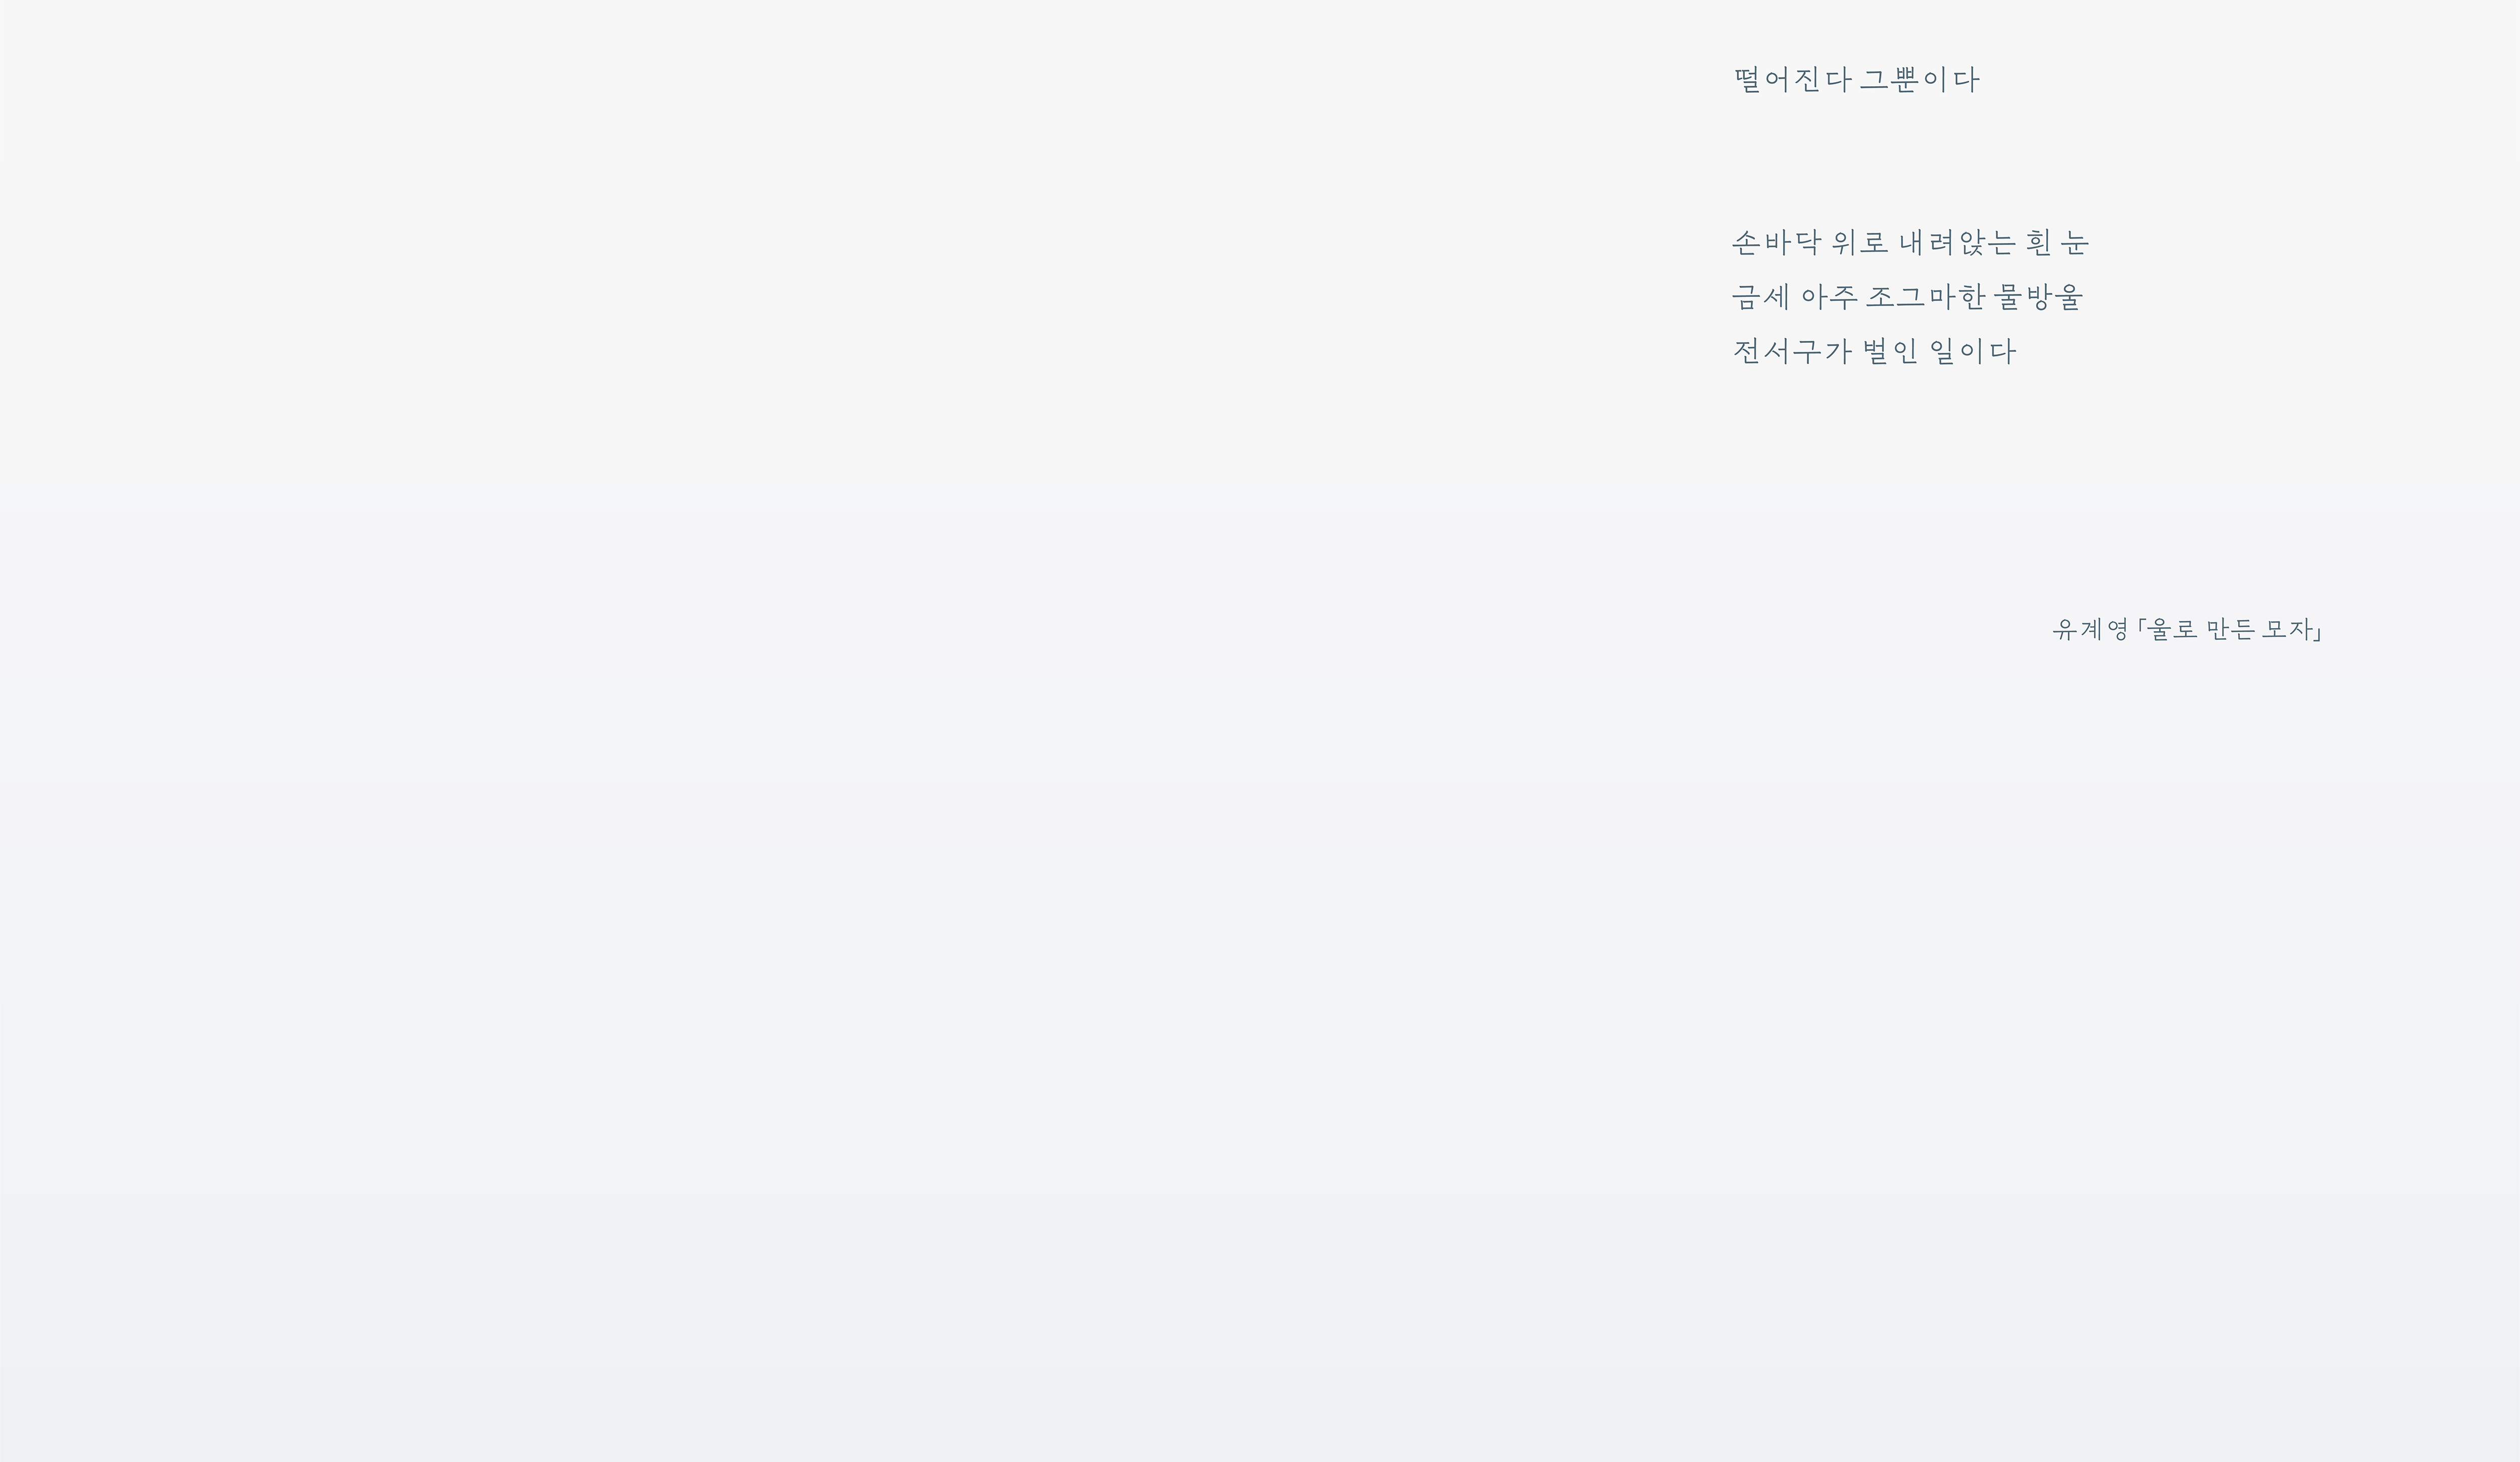 떨어진다 그뿐이다
손바닥 위로 내려앉는 흰 눈
금세 아주 조그마한 물방울
전서구가 벌인 일이다
유계영 「울로 만든 모자」